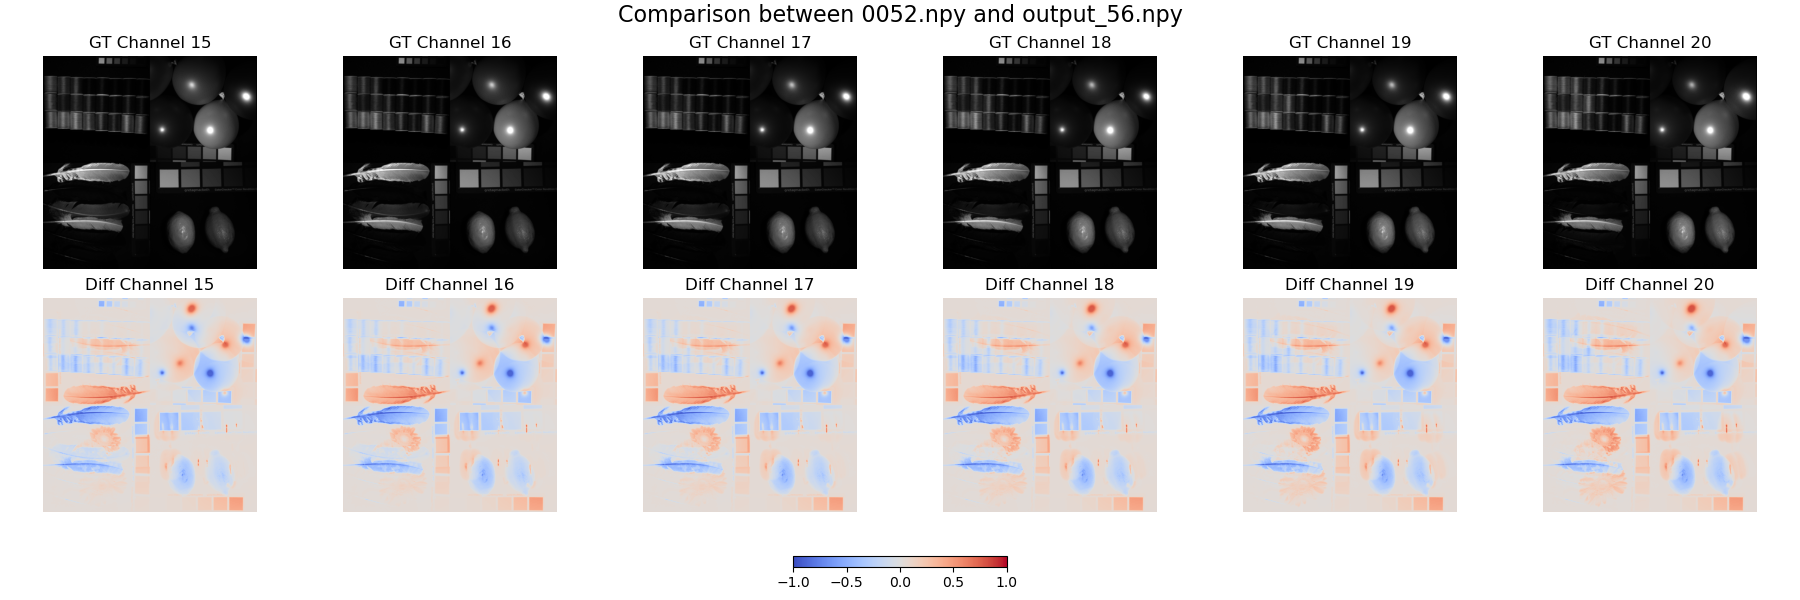 Comparison between 0052.npy and output_56.npy
GT Channel 15 GT Channel 16 GT Channel 17 GT Channel 18 GT Channel 19 GT Channel 20
Diff Channel 15 Diff Channel 16 Diff Channel 17 Diff Channel 18 Diff Channel 19 Diff Channel 20
−1.0 −0.5 0.0 0.5 1.0